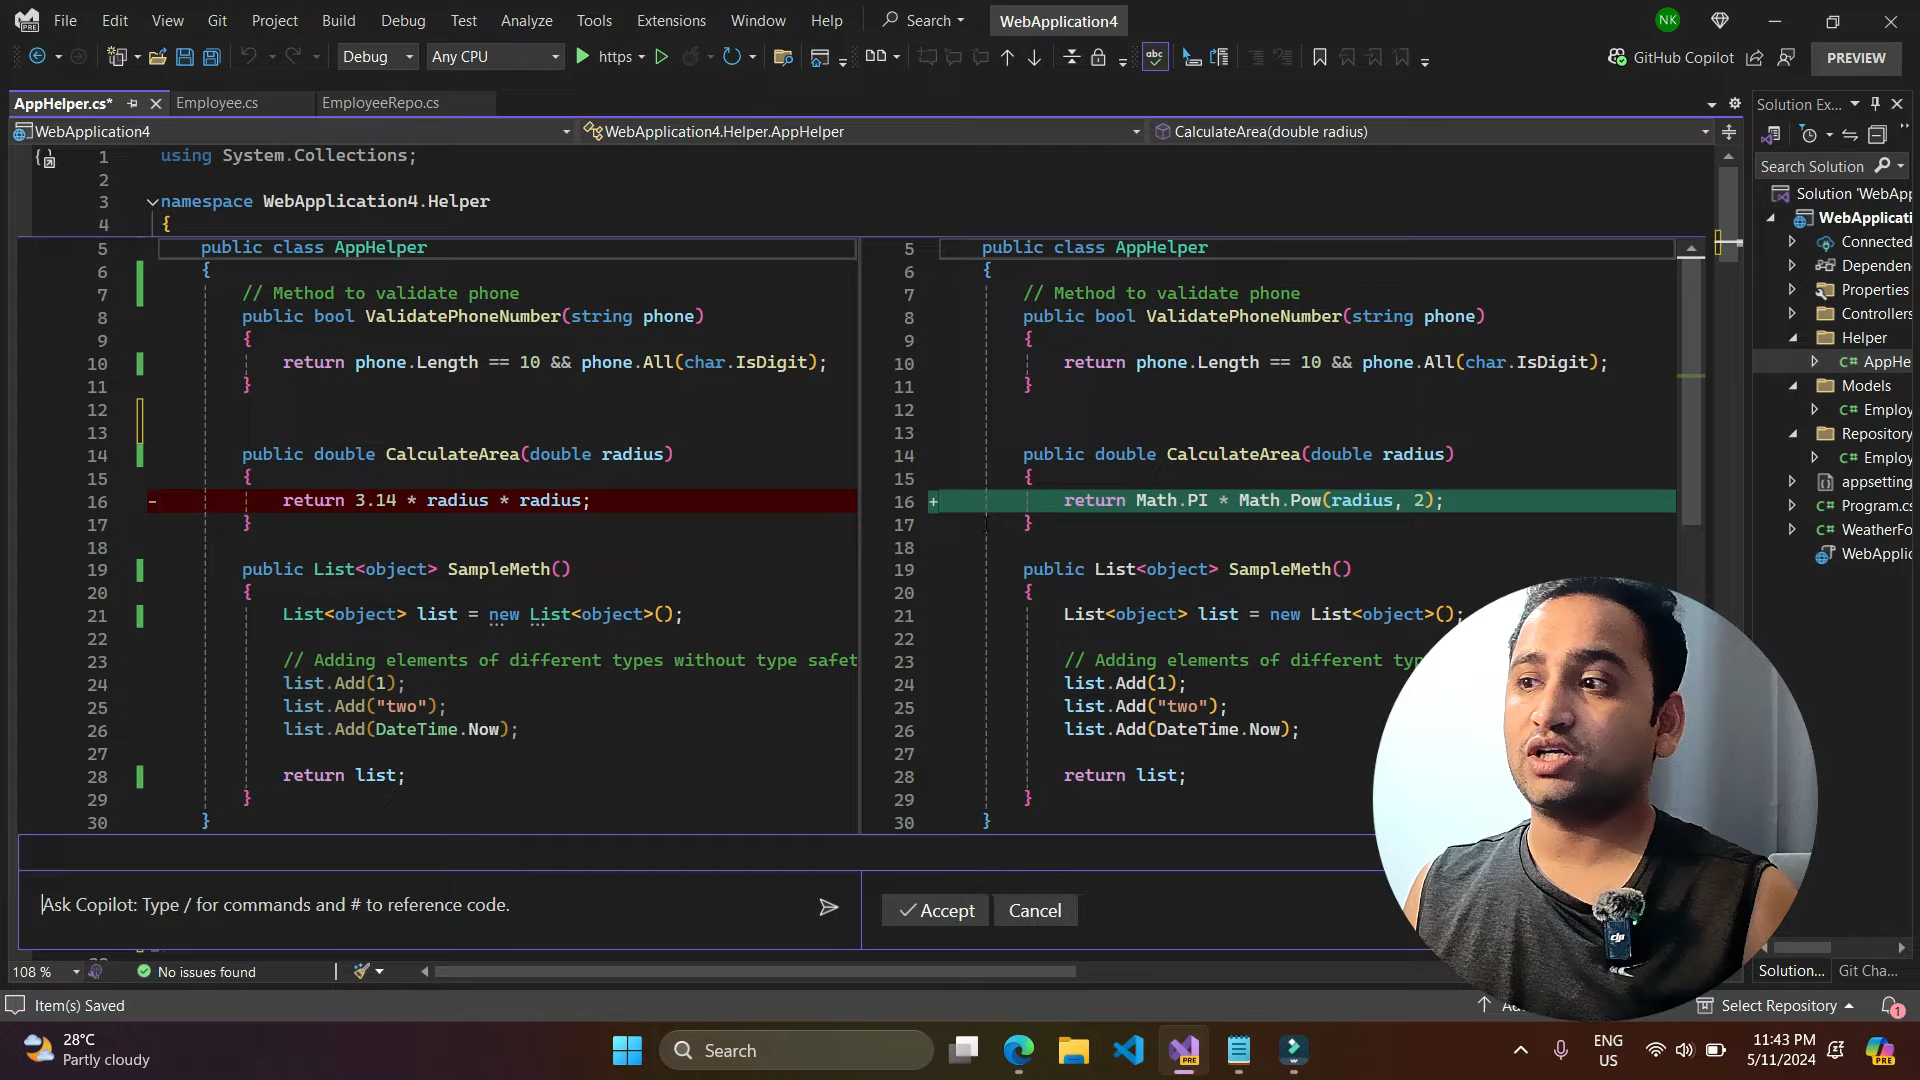 File Edit View Git Project Build Debug Test Analyze Tools Extensions Window Help Search WebApplication4 NK
PRE
Debug Any CPU https abc GitHub Copilot PREVIEW
AppHelper.cs* Employee.cs EmployeeRepo.cs Solution Ex...
WebApplication4 WebApplication4.Helper.AppHelper CalculateArea(double radius)
1 using System.Collections;
2
3 namespace WebApplication4.Helper
4 {
5 public class AppHelper
6 {
7 // Method to validate phone
8 public bool ValidatePhoneNumber(string phone)
9 {
10 return phone.Length == 10 && phone.All(char.IsDigit);
11 }
12
13
14 public double CalculateArea(double radius)
15 {
16 - return 3.14 * radius * radius;
17 }
18
19 public List<object> SampleMeth()
20 {
21 List<object> list = new List<object>();
22
23 // Adding elements of different types without type safet
24 list.Add(1);
25 list.Add("two");
26 list.Add(DateTime.Now);
27
28 return list;
29 }
30 }
5 public class AppHelper
6 {
7 // Method to validate phone
8 public bool ValidatePhoneNumber(string phone)
9 {
10 return phone.Length == 10 && phone.All(char.IsDigit);
11 }
12
13
14 public double CalculateArea(double radius)
15 {
16 + return Math.PI * Math.Pow(radius, 2);
17 }
18
19 public List<object> SampleMeth()
20 {
21 List<object> list = new List<object>();
22
23 // Adding elements of different typ
24 list.Add(1);
25 list.Add("two");
26 list.Add(DateTime.Now);
27
28 return list;
29 }
30 }
Search Solution
Solution 'WebApp
WebApplicati
Connected
Dependen
Properties
Controllers
Helper
C# AppHe
Models
C# Employ
Repository
C# Employ
appsetting
C# Program.cs
C# WeatherFo
WebApplic
Ask Copilot: Type / for commands and # to reference code.
Accept Cancel
dji
108 % No issues found
Solution... Git Cha...
Item(s) Saved
Select Repository 1
28°C
Partly cloudy
Search
PRE
ENG
US
11:43 PM
5/11/2024
PRE